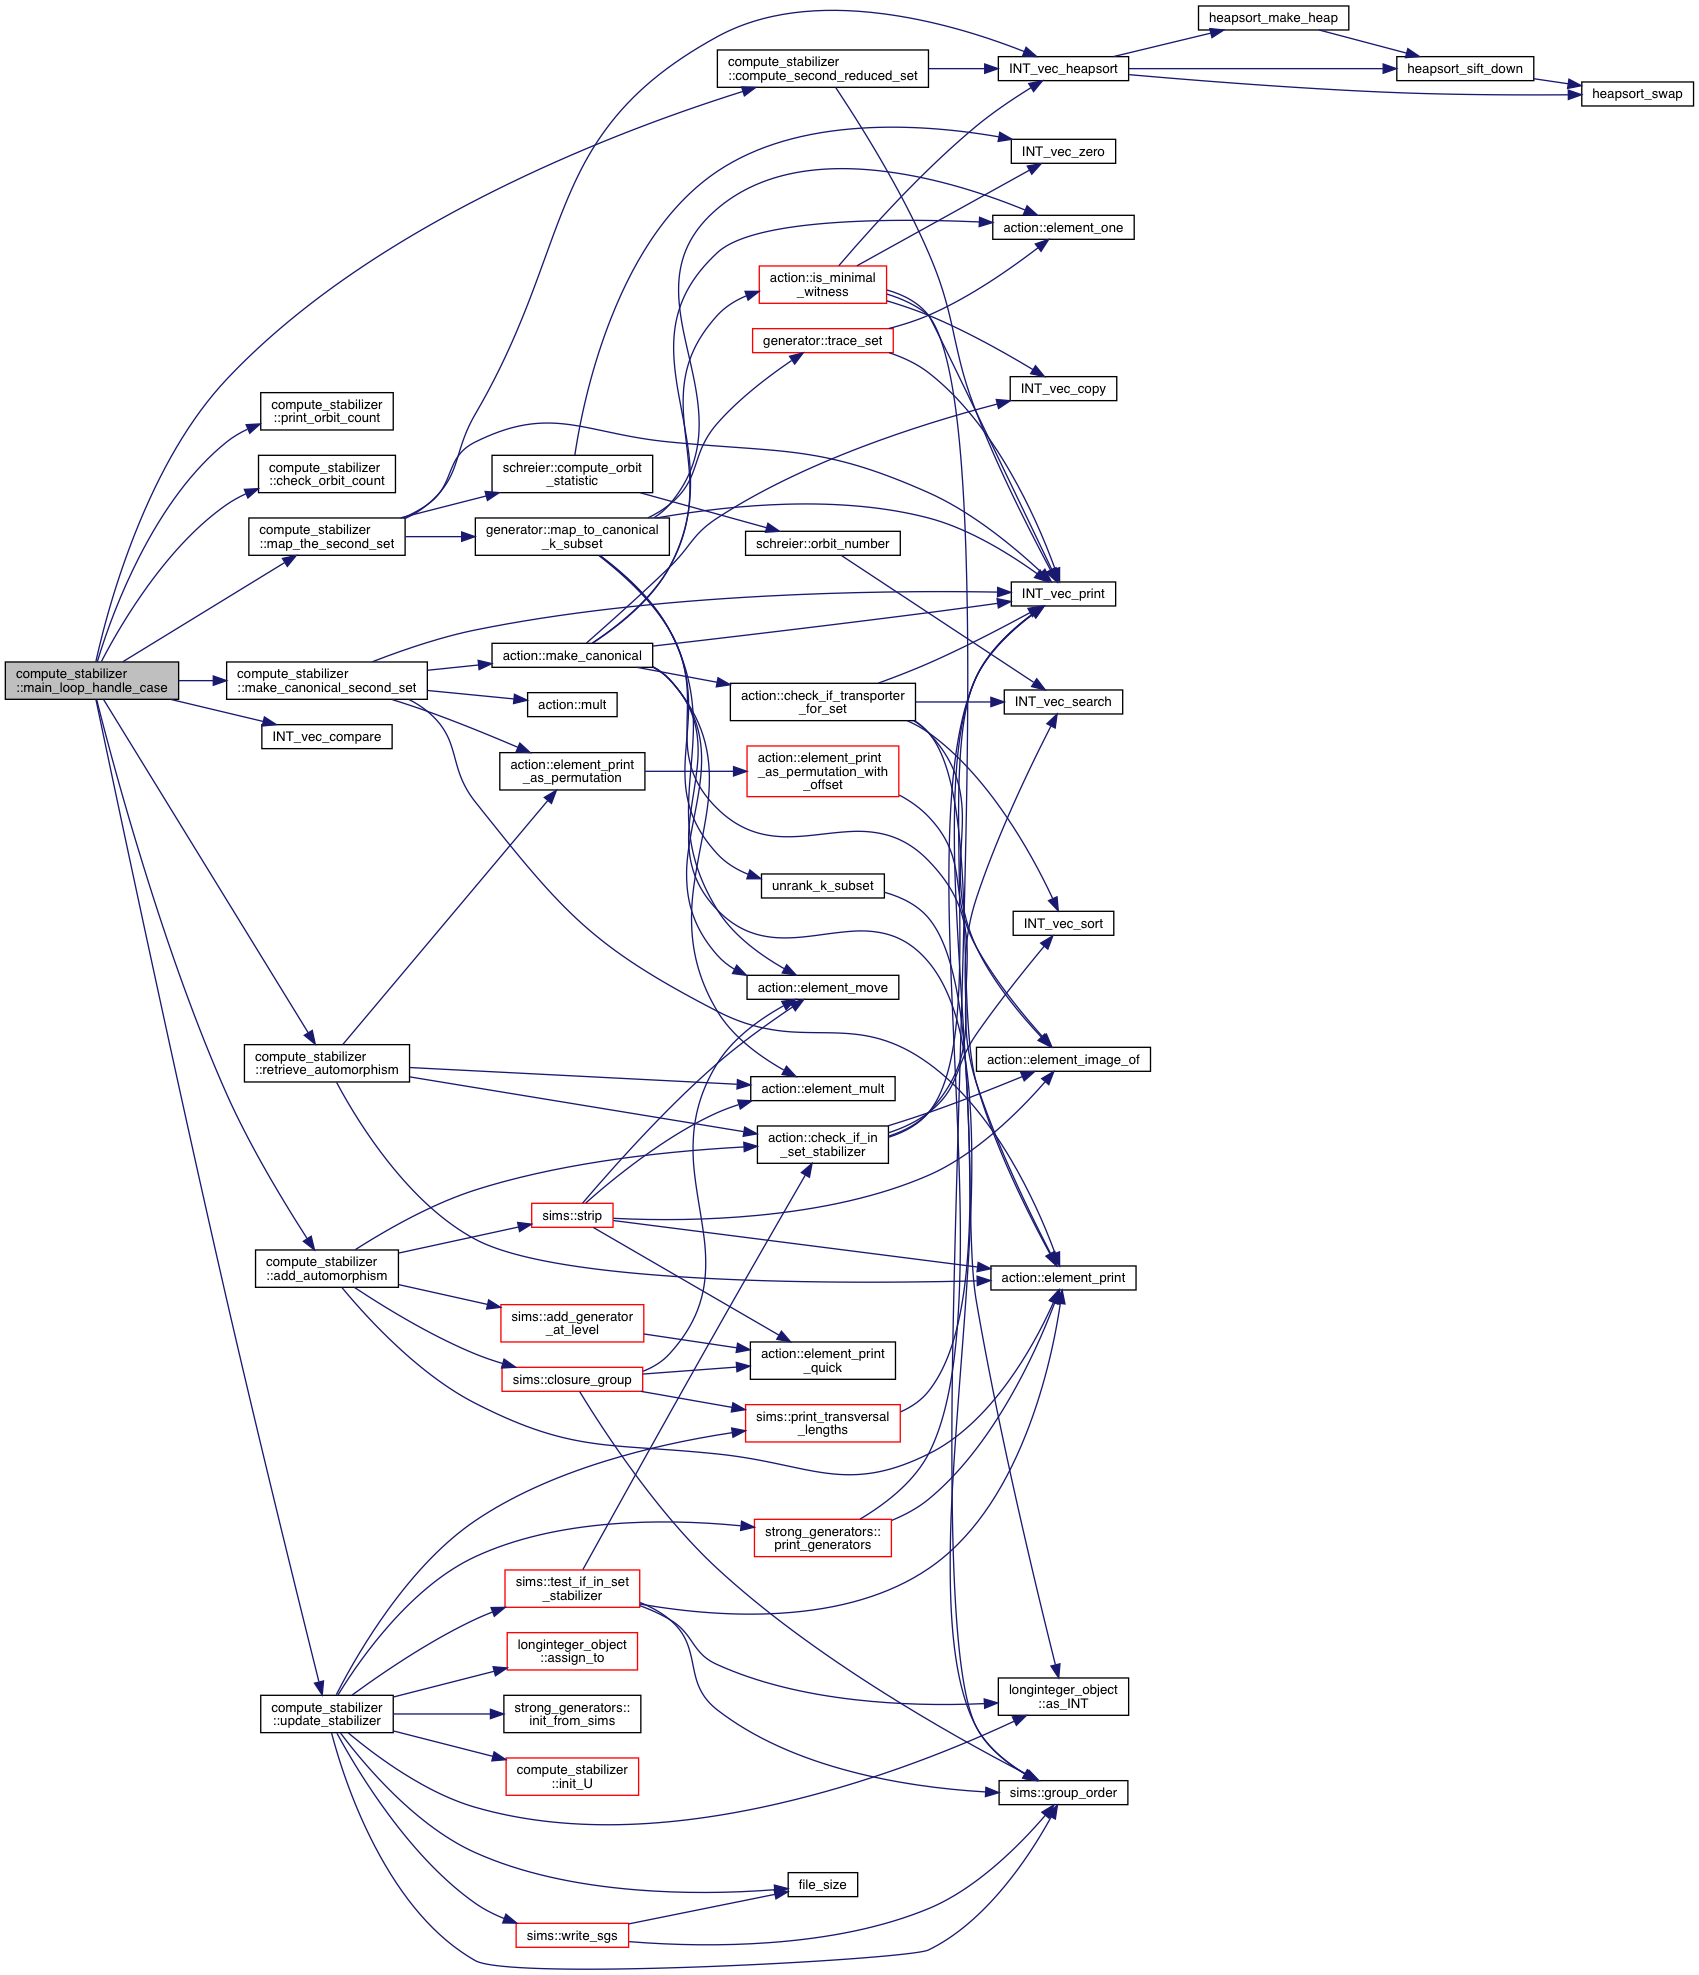 compute_stabilizer
::main_loop_handle_case
compute_stabilizer
::compute_second_reduced_set
INT_vec_heapsort
heapsort_make_heap
heapsort_sift_down
heapsort_swap
INT_vec_zero
action::element_one
action::is_minimal
_witness
generator::trace_set
INT_vec_copy
compute_stabilizer
::print_orbit_count
compute_stabilizer
::check_orbit_count
compute_stabilizer
::map_the_second_set
schreier::compute_orbit
_statistic
generator::map_to_canonical
_k_subset
schreier::orbit_number
INT_vec_print
compute_stabilizer
::make_canonical_second_set
action::make_canonical
action::mult
INT_vec_compare
action::element_print
_as_permutation
action::check_if_transporter
_for_set
INT_vec_search
action::element_print
_as_permutation_with
_offset
unrank_k_subset
INT_vec_sort
action::element_move
compute_stabilizer
::retrieve_automorphism
action::element_mult
action::element_image_of
action::check_if_in
_set_stabilizer
sims::strip
compute_stabilizer
::add_automorphism
action::element_print
sims::add_generator
_at_level
action::element_print
_quick
sims::closure_group
sims::print_transversal
_lengths
strong_generators::
print_generators
sims::test_if_in_set
_stabilizer
longinteger_object
::assign_to
compute_stabilizer
::update_stabilizer
strong_generators::
init_from_sims
compute_stabilizer
::init_U
longinteger_object
::as_INT
sims::group_order
file_size
sims::write_sgs